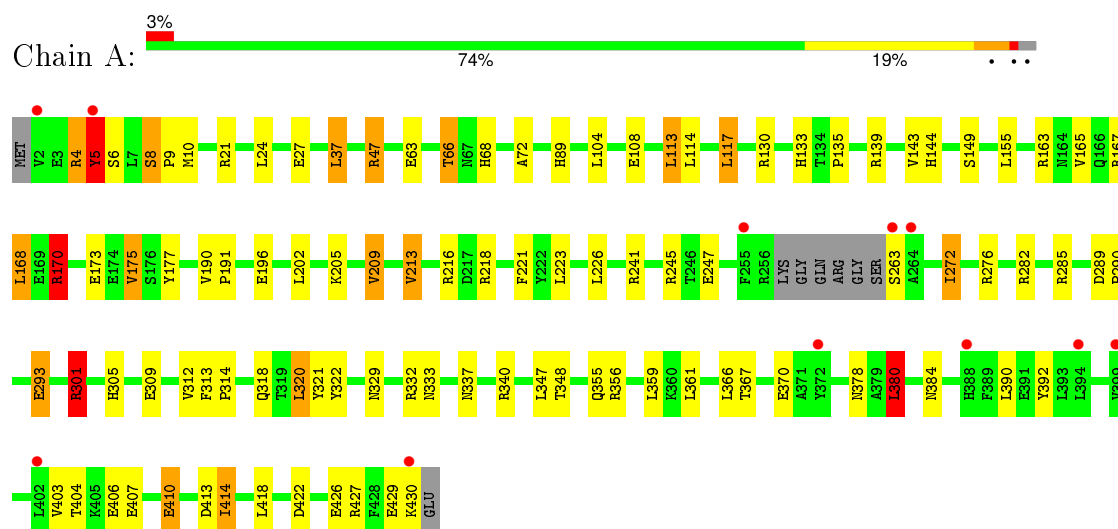 3%
Chain A:
74% 19% • • •
MET V2 E3 R4 Y5 S6 L7 S8 P9 M10 R21 L24 E27 L37 R47 E63 T66 N67 H68 A72 H89 L104 E108 L113 L114 L117 R130 H133 T134 P135 R139 V143 H144 S149 L155 R163 N164 V165 Q166 R167
L168 E169 R170 E173 E174 V175 S176 Y177 V190 P191 E196 L202 K205 V209 V213 R216 D217 R218 F221 Y222 L223 L226 R241 R245 T246 E247 F255 R256 LYS GLY GLN ARG GLY SER S263 A264 I272 R276 R282 R285 D289 P290
E293 R301 H305 E309 V312 F313 P314 Q318 T319 L320 Y321 Y322 N329 R332 N333 N337 R340 L347 T348 Q355 R356 L359 K360 L361 L366 T367 E370 A371 Y372 N378 A379 L380 N384 H388 F389 L390 E391 Y392 L393 L394 V399
L402 V403 T404 K405 E406 E407 E410 D413 I414 L418 D422 E426 R427 F428 E429 K430 GLU